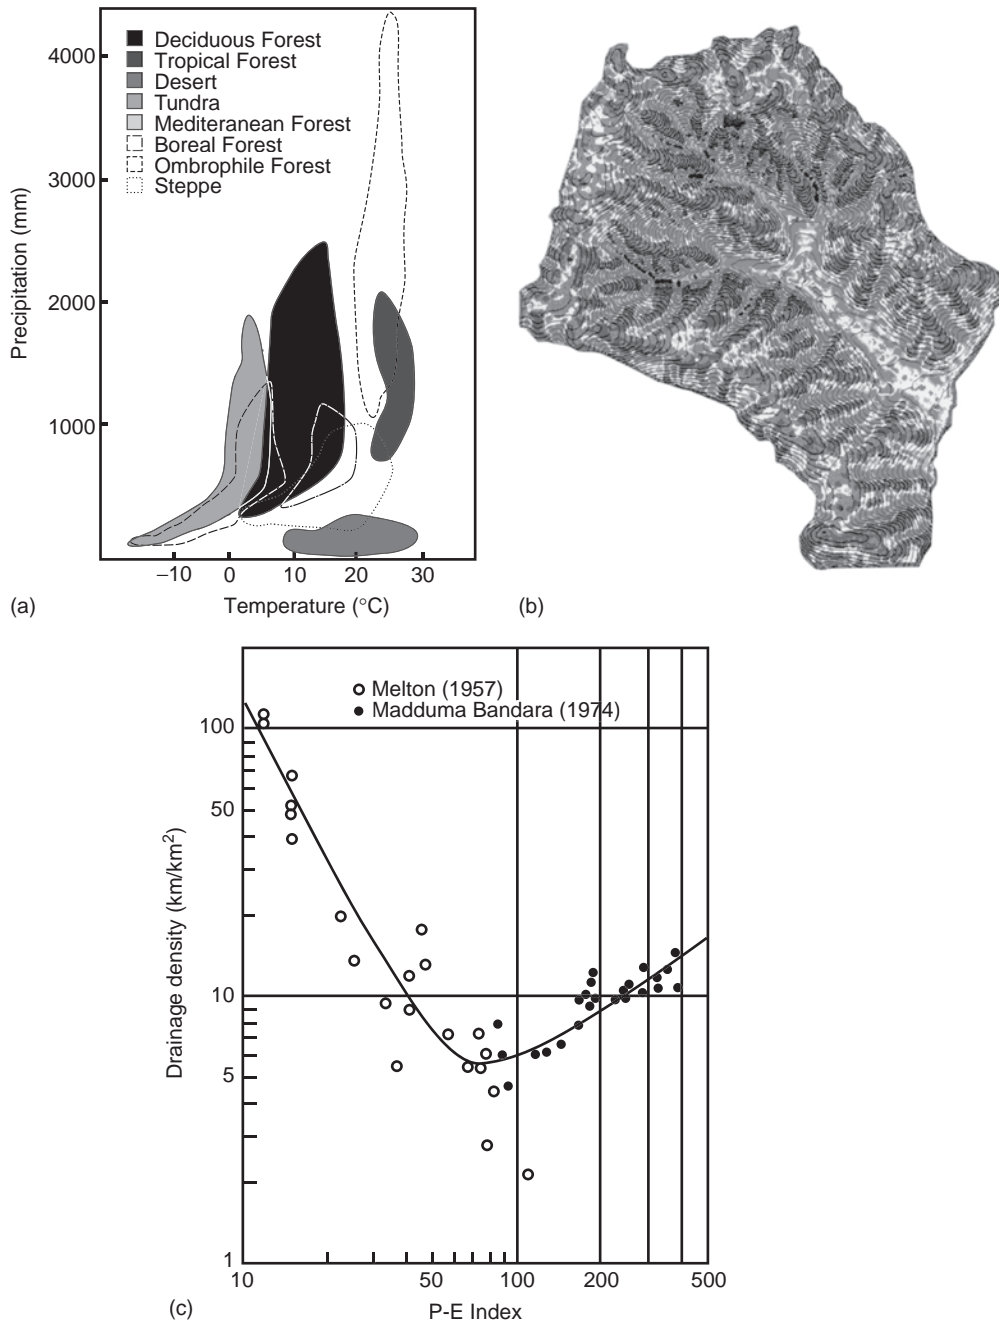 4000
3000
2000
1000
Precipitation (mm)
Deciduous Forest
Tropical Forest
Desert
Tundra
Mediteranean Forest
Boreal Forest
Ombrophile Forest
Steppe
−10 0 10 20 30
Temperature (°C)
(a)
(b)
Melton (1957)
Madduma Bandara (1974)
100
50
10
5
1
Drainage density (km/km²)
10 50 100 200 500
P-E Index
(c)